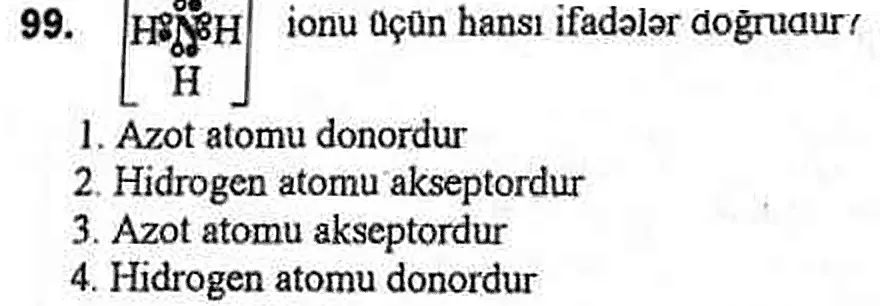 99. [H:N:H] ionu üçün hansı ifadələr doğrudur?
H
1. Azot atomu donordur
2. Hidrogen atomu akseptordur
3. Azot atomu akseptordur
4. Hidrogen atomu donordur